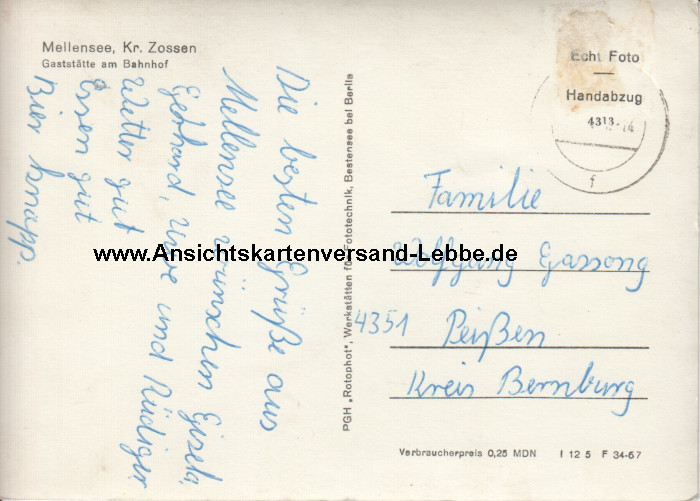 Mellensee, Kr. Zossen
Gaststätte am Bahnhof
Die besten Grüße aus
Mellensee wünschen Gisela,
Gebhard, Uwe und Rüdiger
Wetter gut
Essen gut
Bier knapp.
PGH „Rotophot", Werkstätten für Fototechnik, Bestensee bei Berlin
Echt Foto
—
Handabzug
4313
f
Familie
Wolfgang Gassong
4351 Peißen
Kreis Bernburg
Verbraucherpreis 0,25 MDN I 12 5 F 34-67
www.Ansichtskartenversand-Lebbe.de